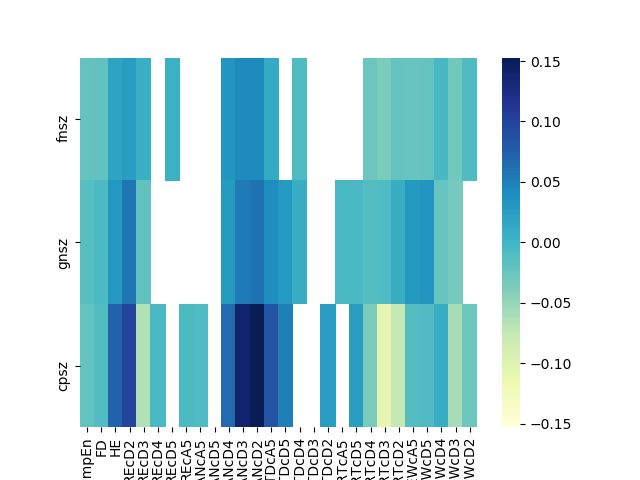 fnsz
gnsz
cpsz
mpEn
FD
HE
REcD2
REcD3
REcD4
REcD5
REcA5
ANcA5
ANcD5
ANcD4
ANcD3
ANcD2
TDcA5
TDcD5
TDcD4
TDcD3
TDcD2
RTcA5
RTcD5
RTcD4
RTcD3
RTcD2
WcA5
WcD5
WcD4
WcD3
WcD2
0.15
0.10
0.05
0.00
−0.05
−0.10
−0.15